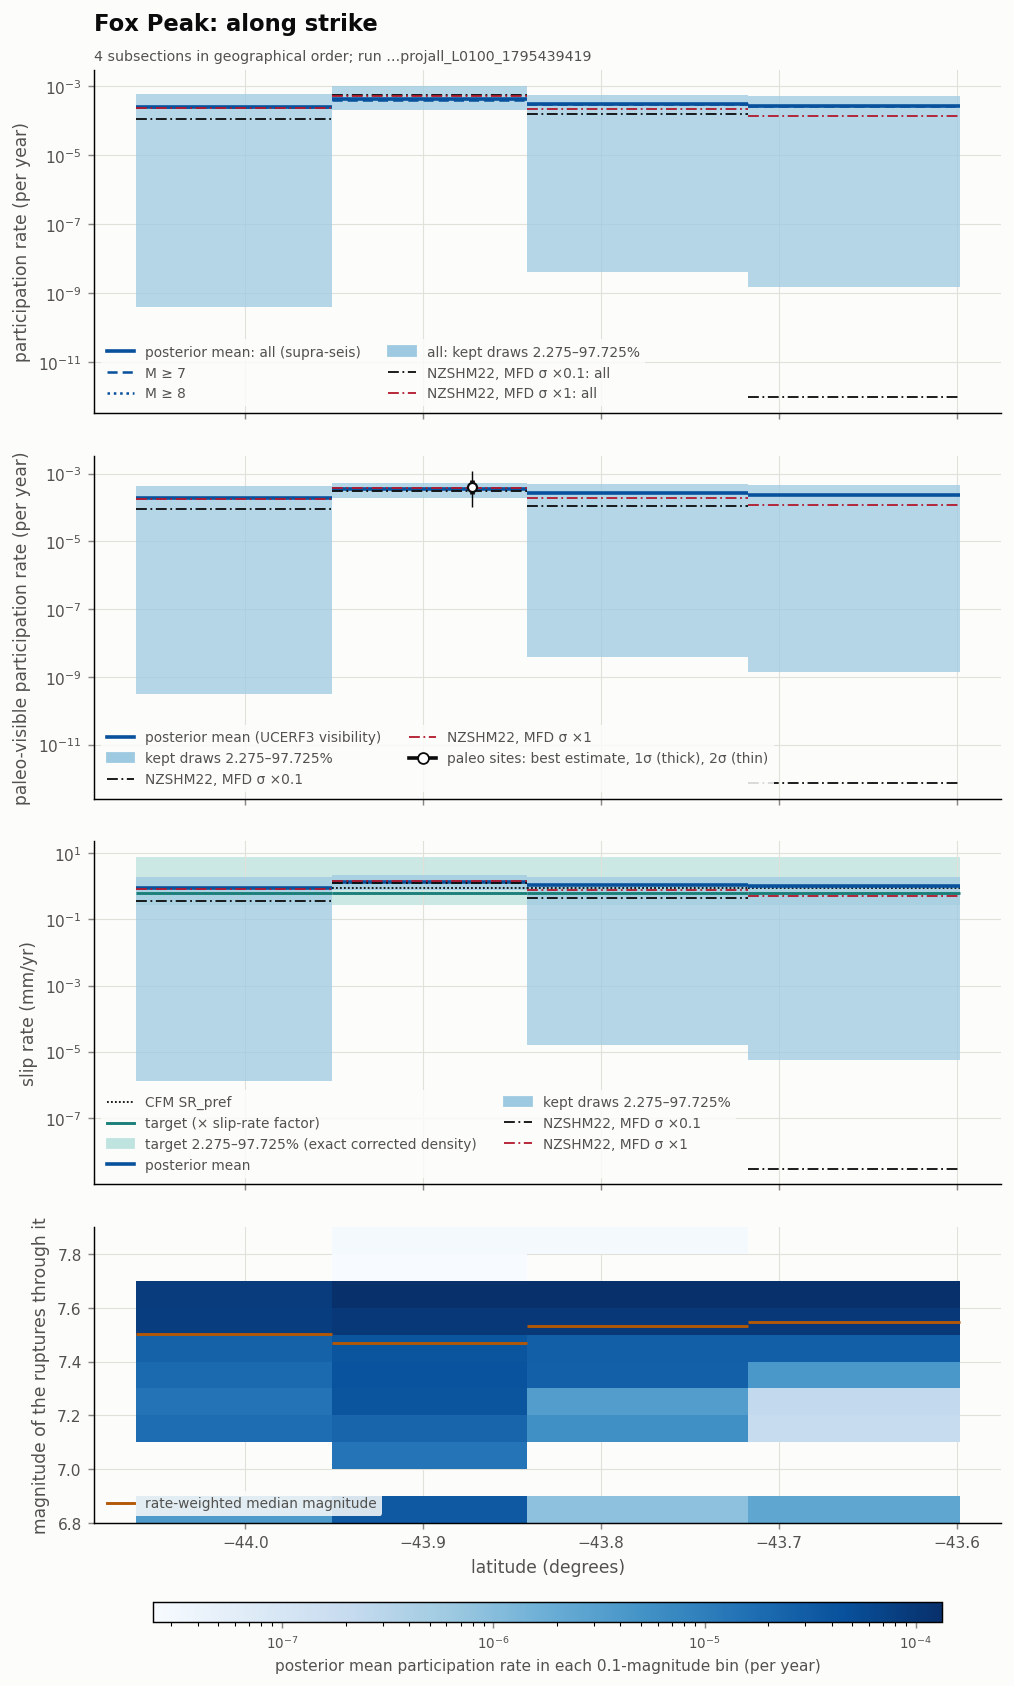 Fox Peak: along strike
4 subsections in geographical order; run ...projall_L0100_1795439419
participation rate (per year)
10⁻³
10⁻⁵
10⁻⁷
10⁻⁹
10⁻¹¹
posterior mean: all (supra-seis)
M ≥ 7
M ≥ 8
all: kept draws 2.275–97.725%
NZSHM22, MFD σ ×0.1: all
NZSHM22, MFD σ ×1: all
paleo-visible participation rate (per year)
10⁻³
10⁻⁵
10⁻⁷
10⁻⁹
10⁻¹¹
posterior mean (UCERF3 visibility)
kept draws 2.275–97.725%
NZSHM22, MFD σ ×0.1
NZSHM22, MFD σ ×1
paleo sites: best estimate, 1σ (thick), 2σ (thin)
slip rate (mm/yr)
10¹
10⁻¹
10⁻³
10⁻⁵
10⁻⁷
CFM SR_pref
target (× slip-rate factor)
target 2.275–97.725% (exact corrected density)
posterior mean
kept draws 2.275–97.725%
NZSHM22, MFD σ ×0.1
NZSHM22, MFD σ ×1
magnitude of the ruptures through it
7.8
7.6
7.4
7.2
7.0
6.8
rate-weighted median magnitude
−44.0 −43.9 −43.8 −43.7 −43.6
latitude (degrees)
10⁻⁷ 10⁻⁶ 10⁻⁵ 10⁻⁴
posterior mean participation rate in each 0.1-magnitude bin (per year)